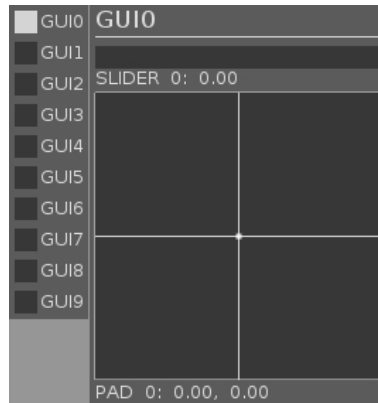 GUI0
GUI1
GUI2
GUI3
GUI4
GUI5
GUI6
GUI7
GUI8
GUI9
GUI0
SLIDER 0: 0.00
PAD 0: 0.00, 0.00